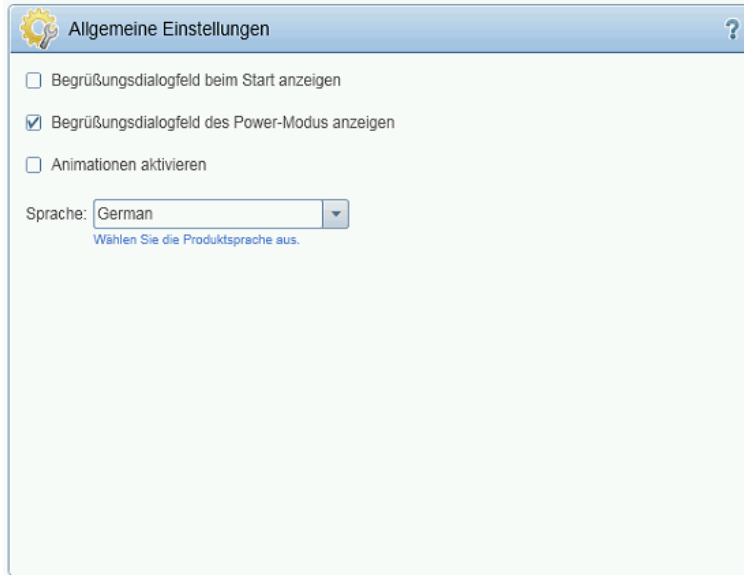 Allgemeine Einstellungen ?
Begrüßungsdialogfeld beim Start anzeigen
Begrüßungsdialogfeld des Power-Modus anzeigen
Animationen aktivieren
Sprache: German
Wählen Sie die Produktsprache aus.